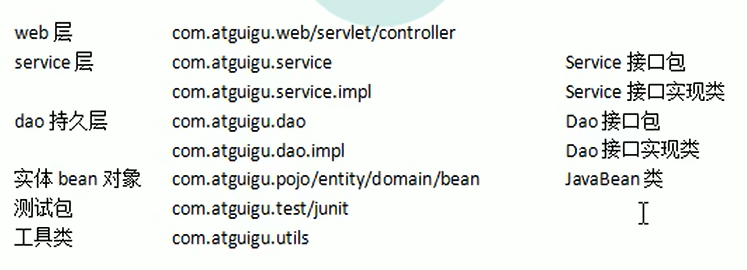 web 层 com.atguigu.web/servlet/controller
service 层 com.atguigu.service Service 接口包
com.atguigu.service.impl Service 接口实现类
dao 持久层 com.atguigu.dao Dao 接口包
com.atguigu.dao.impl Dao 接口实现类
实体 bean 对象 com.atguigu.pojo/entity/domain/bean JavaBean 类
测试包 com.atguigu.test/junit
工具类 com.atguigu.utils